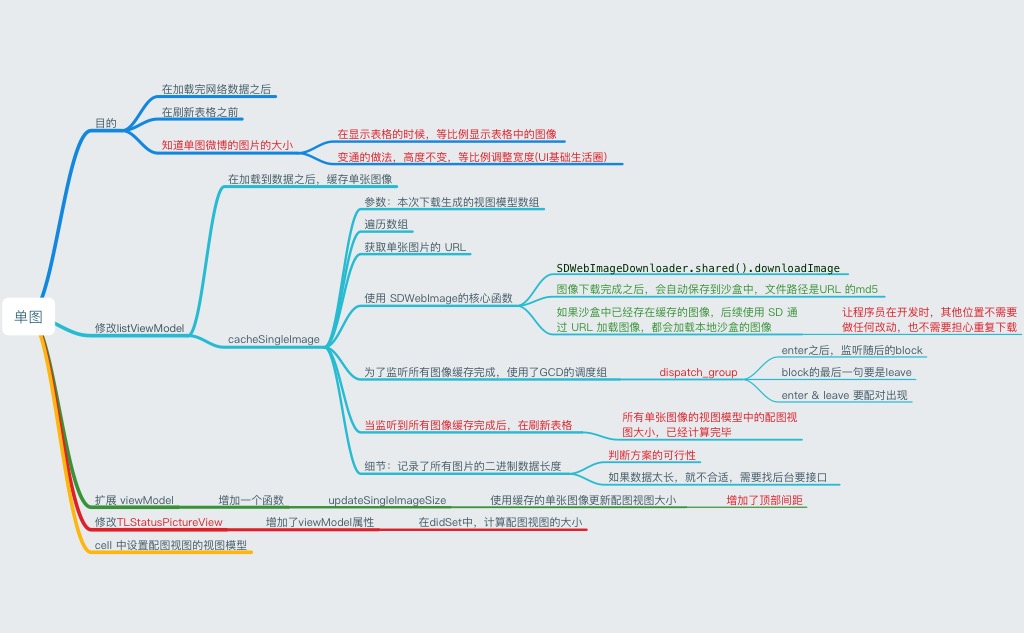 单图
目的
在加载完网络数据之后
在刷新表格之前
知道单图微博的图片的大小
在显示表格的时候，等比例显示表格中的图像
变通的做法，高度不变，等比例调整宽度(UI基础生活圈)
修改listViewModel
在加载到数据之后，缓存单张图像
cacheSingleImage
参数：本次下载生成的视图模型数组
遍历数组
获取单张图片的 URL
使用 SDWebImage的核心函数
SDWebImageDownloader.shared().downloadImage
图像下载完成之后，会自动保存到沙盒中，文件路径是URL 的md5
如果沙盒中已经存在缓存的图像，后续使用 SD 通
过 URL 加载图像，都会加载本地沙盒的图像
让程序员在开发时，其他位置不需要
做任何改动，也不需要担心重复下载
为了监听所有图像缓存完成，使用了GCD的调度组
dispatch_group
enter之后，监听随后的block
block的最后一句要是leave
enter & leave 要配对出现
当监听到所有图像缓存完成后，在刷新表格
所有单张图像的视图模型中的配图视
图大小，已经计算完毕
细节：记录了所有图片的二进制数据长度
判断方案的可行性
如果数据太长，就不合适，需要找后台要接口
扩展 viewModel
增加一个函数
updateSingleImageSize
使用缓存的单张图像更新配图视图大小
增加了顶部间距
修改TLStatusPictureView
增加了viewModel属性
在didSet中，计算配图视图的大小
cell 中设置配图视图的视图模型